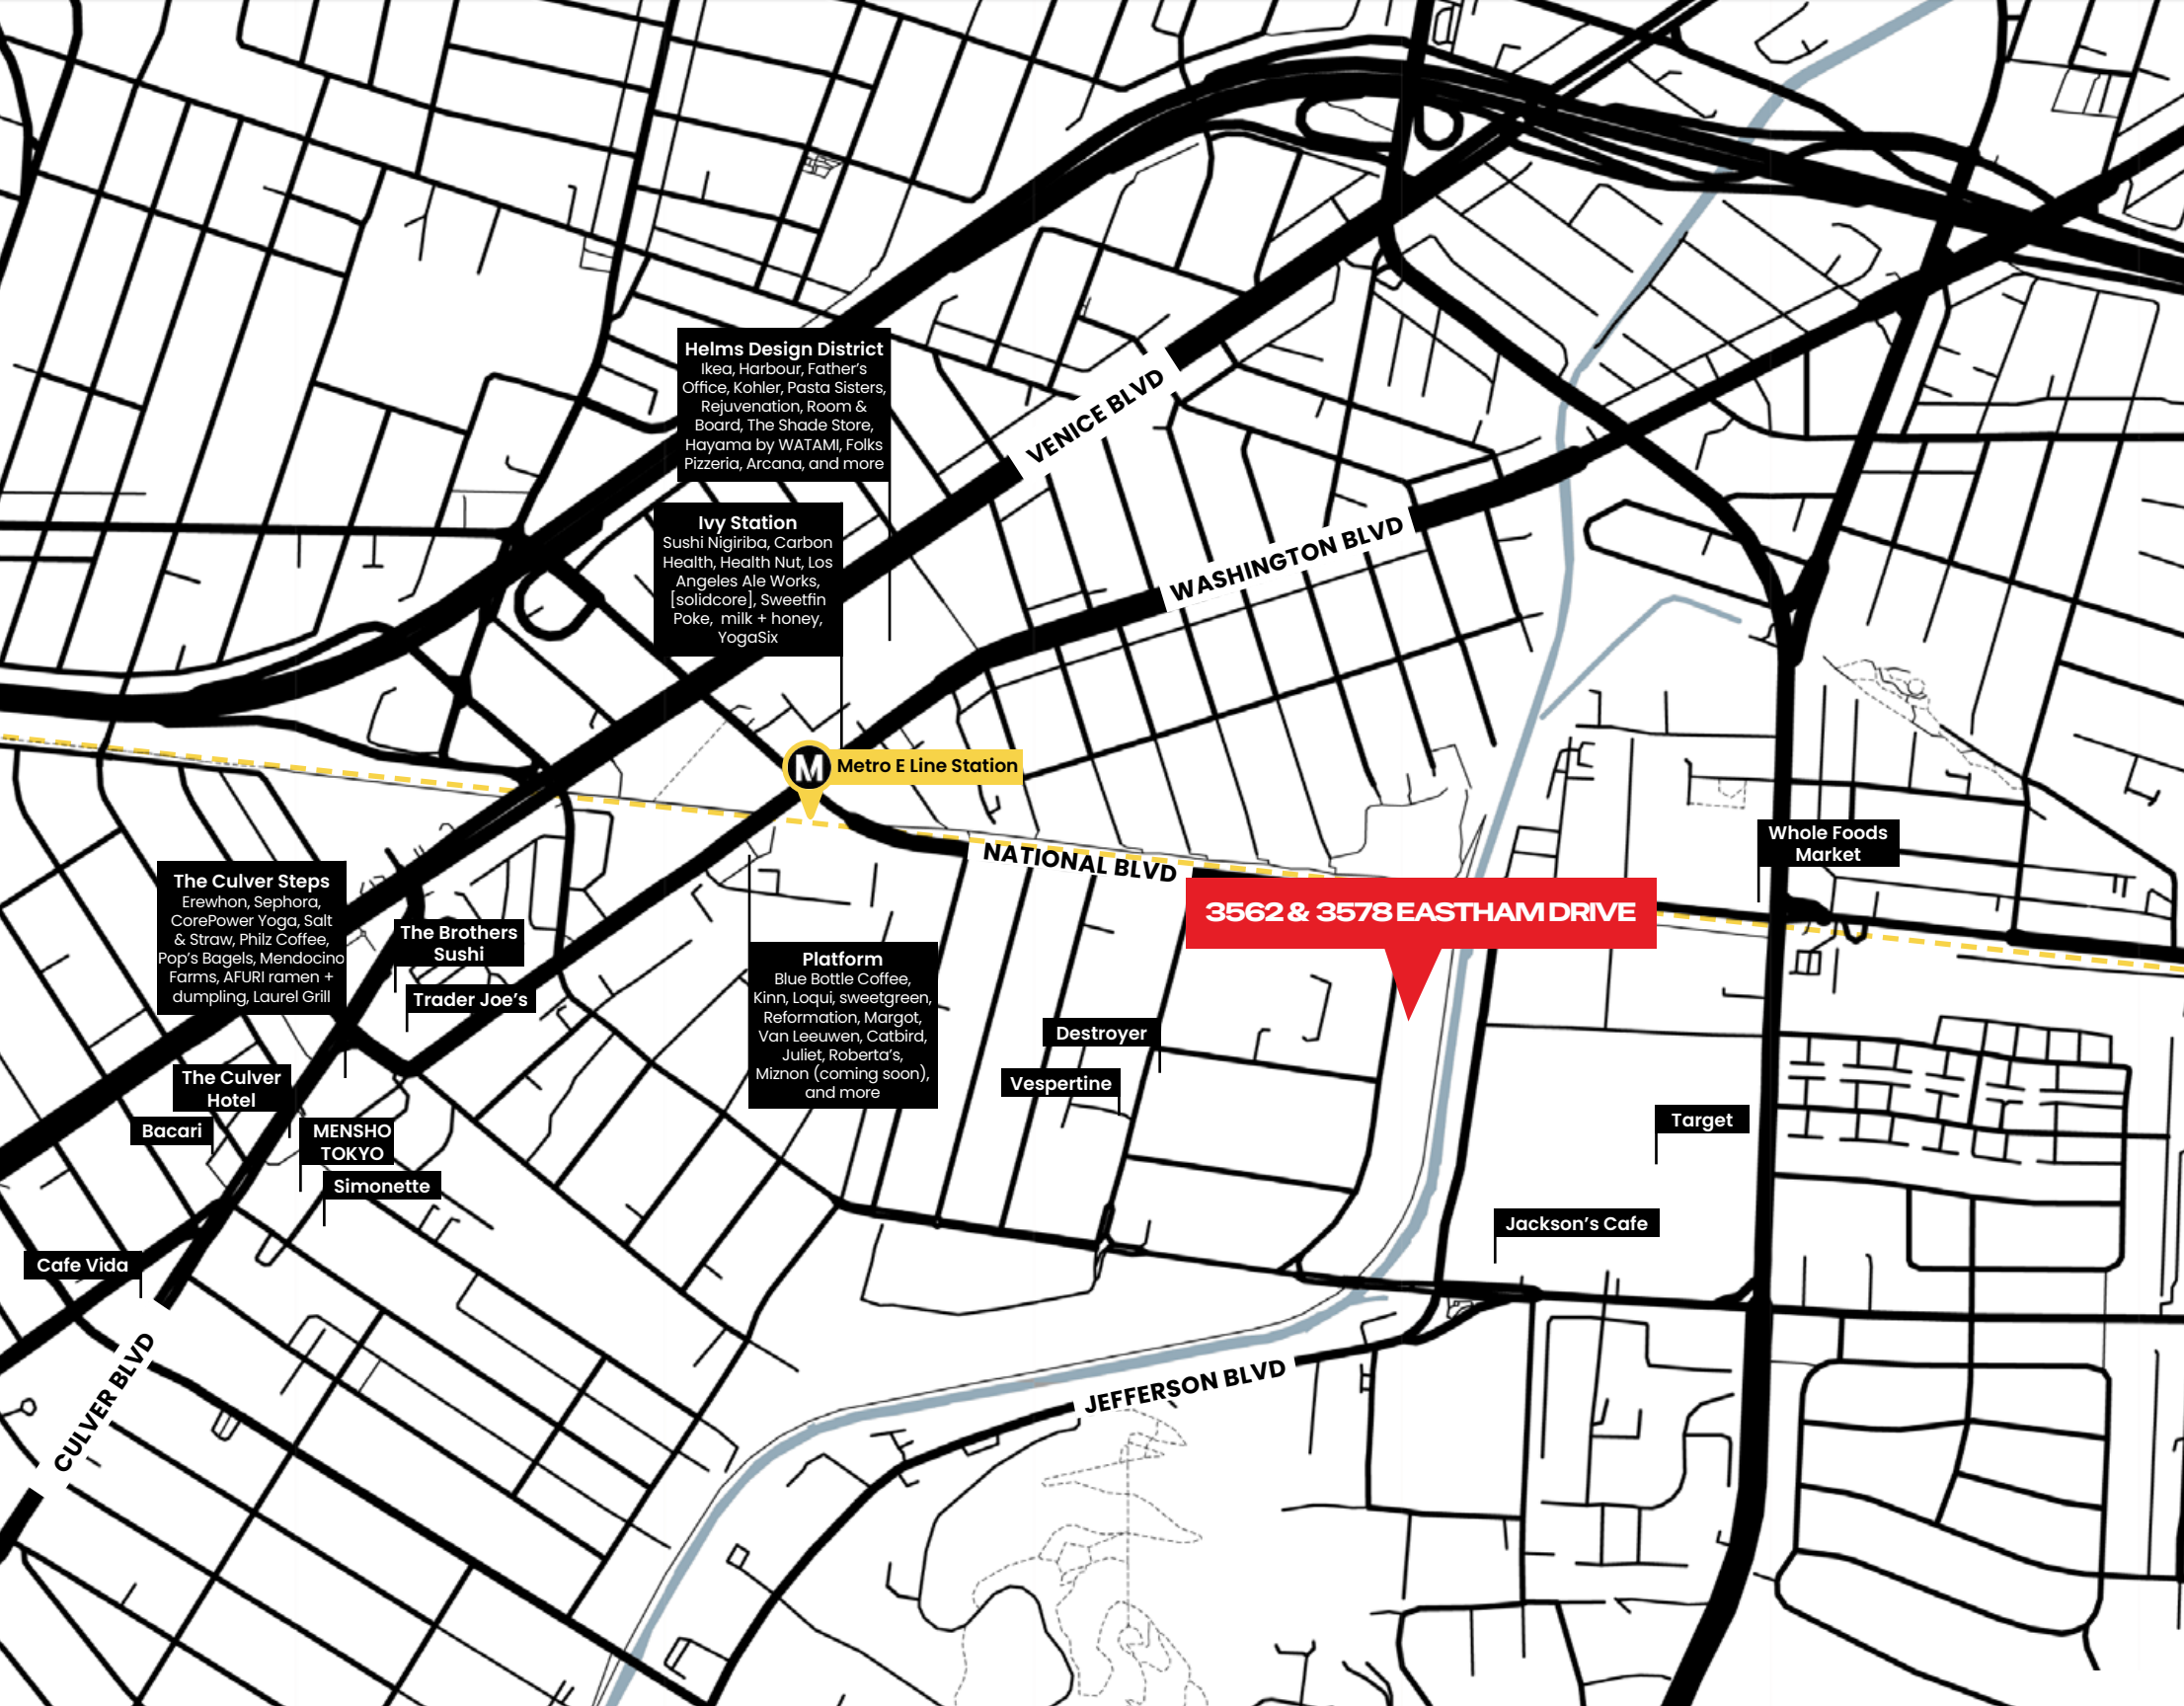 Helms Design District
Ikea, Harbour, Father's
Office, Kohler, Pasta Sisters,
Rejuvenation, Room &
Board, The Shade Store,
Hayama by WATAMI, Folks
Pizzeria, Arcana, and more
VENICE BLVD
Ivy Station
Sushi Nigiriba, Carbon
Health, Health Nut, Los
Angeles Ale Works,
[solidcore], Sweetfin
Poke, milk + honey,
YogaSix
WASHINGTON BLVD
M
Metro E Line Station
NATIONAL BLVD
Whole Foods
Market
3562 & 3578 EASTHAM DRIVE
The Culver Steps
Erewhon, Sephora,
CorePower Yoga, Salt
& Straw, Philz Coffee,
Pop's Bagels, Mendocino
Farms, AFURI ramen +
dumpling, Laurel Grill
The Brothers
Sushi
Trader Joe's
Platform
Blue Bottle Coffee,
Kinn, Loqui, sweetgreen,
Reformation, Margot,
Van Leeuwen, Catbird,
Juliet, Roberta's,
Miznon (coming soon),
and more
Destroyer
Vespertine
The Culver
Hotel
Bacari
MENSHO
TOKYO
Simonette
Target
Jackson's Cafe
Cafe Vida
CULVER BLVD
JEFFERSON BLVD